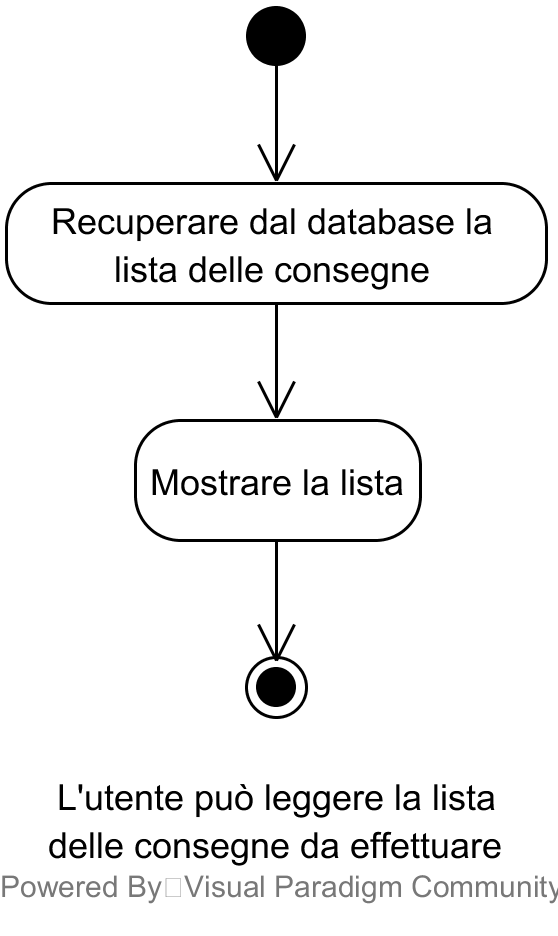 Recuperare dal database la
lista delle consegne
Mostrare la lista
L'utente può leggere la lista
delle consegne da effettuare
Powered By Visual Paradigm Community